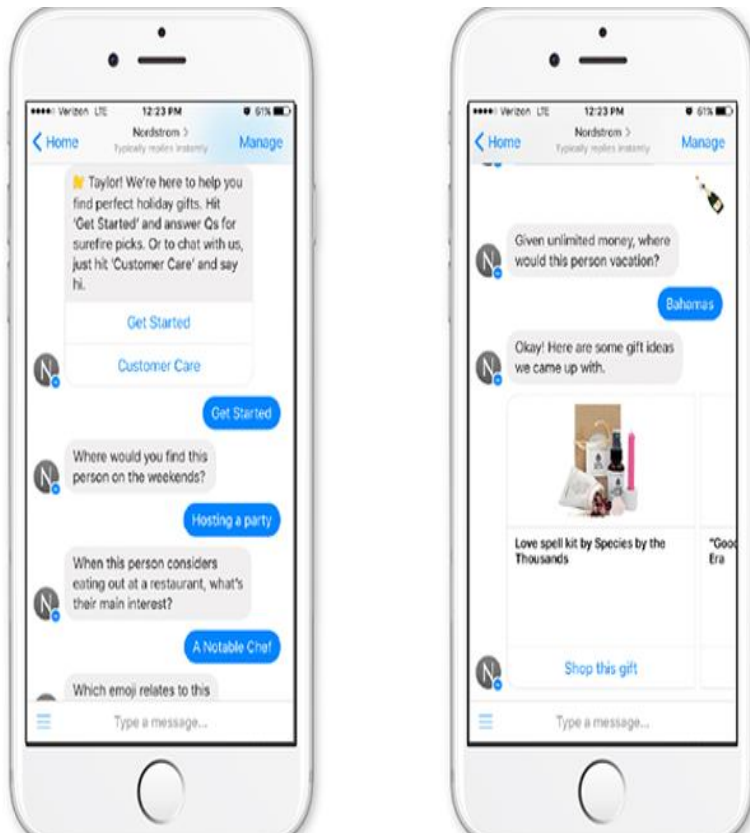 Verizon LTE 12:23 PM 61%
Home
Nordstrom >
Typically replies instantly
Manage
Taylor! We're here to help you
find perfect holiday gifts. Hit
'Get Started' and answer Qs for
surefire picks. Or to chat with us,
just hit 'Customer Care' and say
hi.
Get Started
Customer Care
N
Get Started
Where would you find this
person on the weekends?
N
Hosting a party
When this person considers
eating out at a restaurant, what's
their main interest?
N
A Notable Chef
Which emoji relates to this
Type a message...
Verizon LTE 12:23 PM 61%
Home
Nordstrom >
Typically replies instantly
Manage
Given unlimited money, where
would this person vacation?
N
Bahamas
Okay! Here are some gift ideas
we came up with.
N
Love spell kit by Species by the
Thousands
"Good
Era
Shop this gift
N
Type a message...